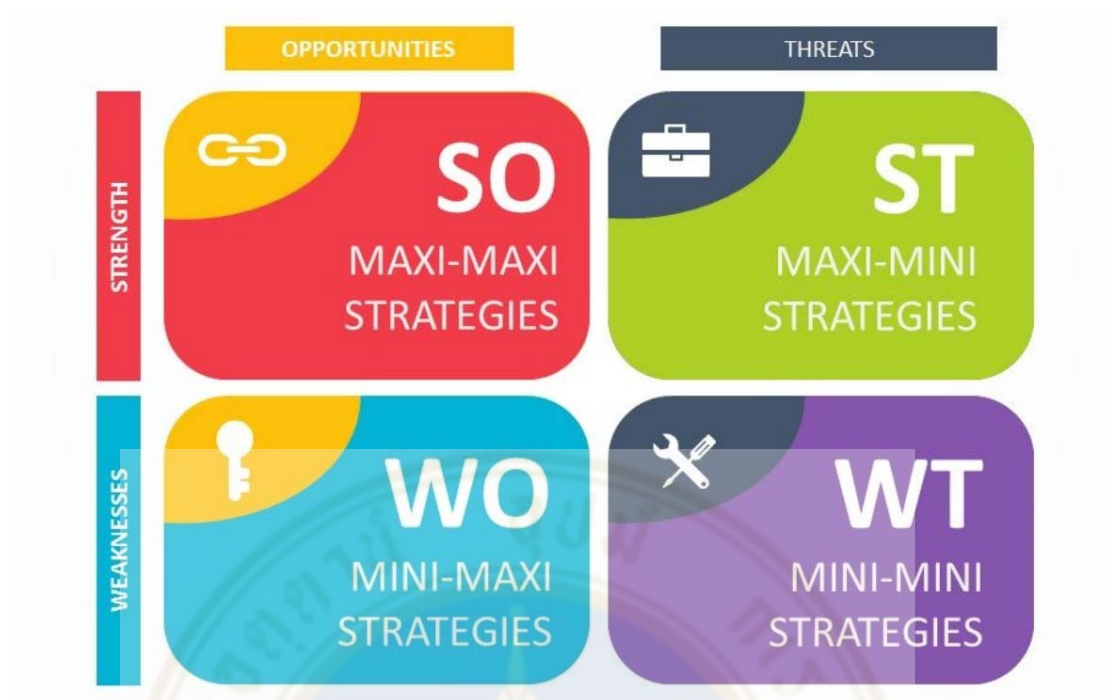 OPPORTUNITIES
THREATS
STRENGTH
SO
MAXI-MAXI
STRATEGIES
ST
MAXI-MINI
STRATEGIES
WEAKNESSES
WO
MINI-MAXI
STRATEGIES
WT
MINI-MINI
STRATEGIES